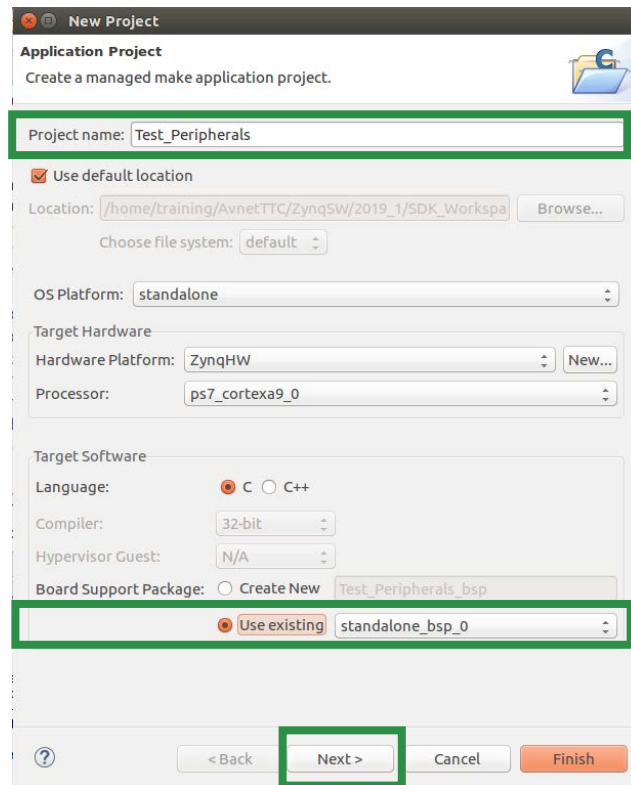 New Project
Application Project
Create a managed make application project.
Project name: Test_Peripherals
Use default location
Location: /home/training/AvnetTTC/ZynqSW/2019_1/SDK_Workspa Browse...
Choose file system: default
OS Platform: standalone
Target Hardware
Hardware Platform: ZynqHW New...
Processor: ps7_cortexa9_0
Target Software
Language: C C++
Compiler: 32-bit
Hypervisor Guest: N/A
Board Support Package: Create New Test_Peripherals_bsp
Use existing standalone_bsp_0
? < Back Next > Cancel Finish